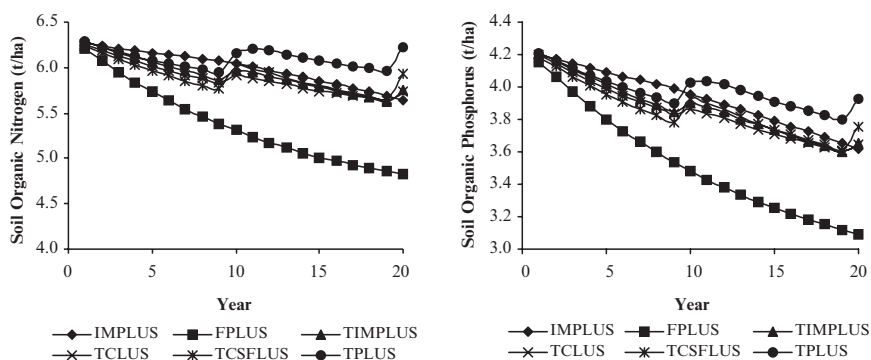 Soil Organic Nitrogen (t/ha)
6.5
6.0
5.5
5.0
4.5
4.0
0 5 10 15 20
Year
IMPLUS FPLUS TIMPLUS
TCLUS TCSFLUS TPLUS
Soil Organic Phosphorus (t/ha)
4.4
4.2
4.0
3.8
3.6
3.4
3.2
3.0
0 5 10 15 20
Year
IMPLUS FPLUS TIMPLUS
TCLUS TCSFLUS TPLUS